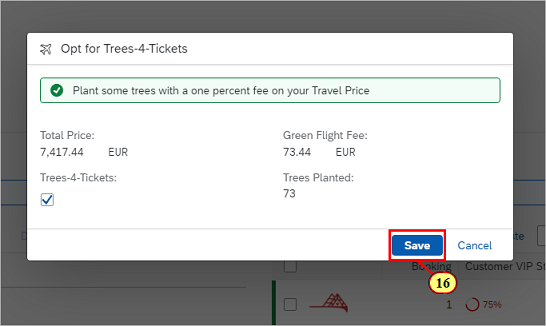 Opt for Trees-4-Tickets
Plant some trees with a one percent fee on your Travel Price
Total Price:
Green Flight Fee:
7,417.44 EUR
73.44 EUR
Trees-4-Tickets:
Trees Planted:
73
Save
Cancel
16
Booking
Customer VIP
1
75%